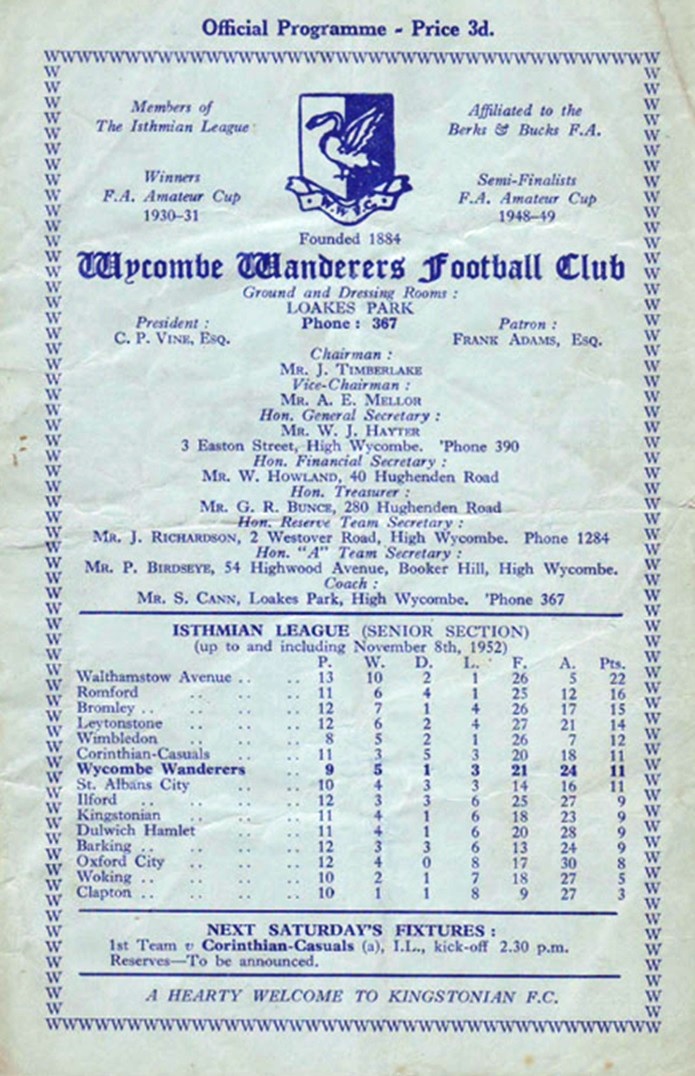 Official Programme - Price 3d.
Members of
The Isthmian League
Affiliated to the
Berks & Bucks F.A.
Winners
F.A. Amateur Cup
1930–31
Semi-Finalists
F.A. Amateur Cup
1948–49
W.W.F.C.
Founded 1884
Wycombe Wanderers Football Club
Ground and Dressing Rooms :
LOAKES PARK
Phone : 367
President :
C. P. VINE, ESQ.
Patron :
FRANK ADAMS, ESQ.
Chairman :
MR. J. TIMBERLAKE
Vice-Chairman :
MR. A. E. MELLOR
Hon. General Secretary :
MR. W. J. HAYTER
3 Easton Street, High Wycombe. 'Phone 390
Hon. Financial Secretary :
MR. W. HOWLAND, 40 Hughenden Road
Hon. Treasurer :
MR. G. R. BUNCE, 280 Hughenden Road
Hon. Reserve Team Secretary :
MR. J. RICHARDSON, 2 Westover Road, High Wycombe. Phone 1284
Hon. "A" Team Secretary :
MR. P. BIRDSEYE, 54 Highwood Avenue, Booker Hill, High Wycombe.
Coach :
MR. S. CANN, Loakes Park, High Wycombe. 'Phone 367
ISTHMIAN LEAGUE (SENIOR SECTION)
(up to and including November 8th, 1952)
P. W. D. L. F. A. Pts.
Walthamstow Avenue .. .. 13 10 2 1 26 5 22
Romford .. .. .. 11 6 4 1 25 12 16
Bromley .. .. .. .. 12 7 1 4 26 17 15
Leytonstone .. .. .. 12 6 2 4 27 21 14
Wimbledon .. .. .. 8 5 2 1 26 7 12
Corinthian-Casuals .. .. 11 3 5 3 20 18 11
Wycombe Wanderers .. 9 5 1 3 21 24 11
St. Albans City .. .. 10 4 3 3 14 16 11
Ilford .. .. .. .. 12 3 3 6 25 27 9
Kingstonian .. .. .. 11 4 1 6 18 23 9
Dulwich Hamlet .. .. 11 4 1 6 20 28 9
Barking .. .. .. .. 12 3 3 6 13 24 9
Oxford City .. .. .. 12 4 0 8 17 30 8
Woking .. .. .. .. 10 2 1 7 18 27 5
Clapton .. .. .. .. 10 1 1 8 9 27 3
NEXT SATURDAY'S FIXTURES :
1st Team v Corinthian-Casuals (a), I.L., kick-off 2.30 p.m.
Reserves—To be announced.
A HEARTY WELCOME TO KINGSTONIAN F.C.